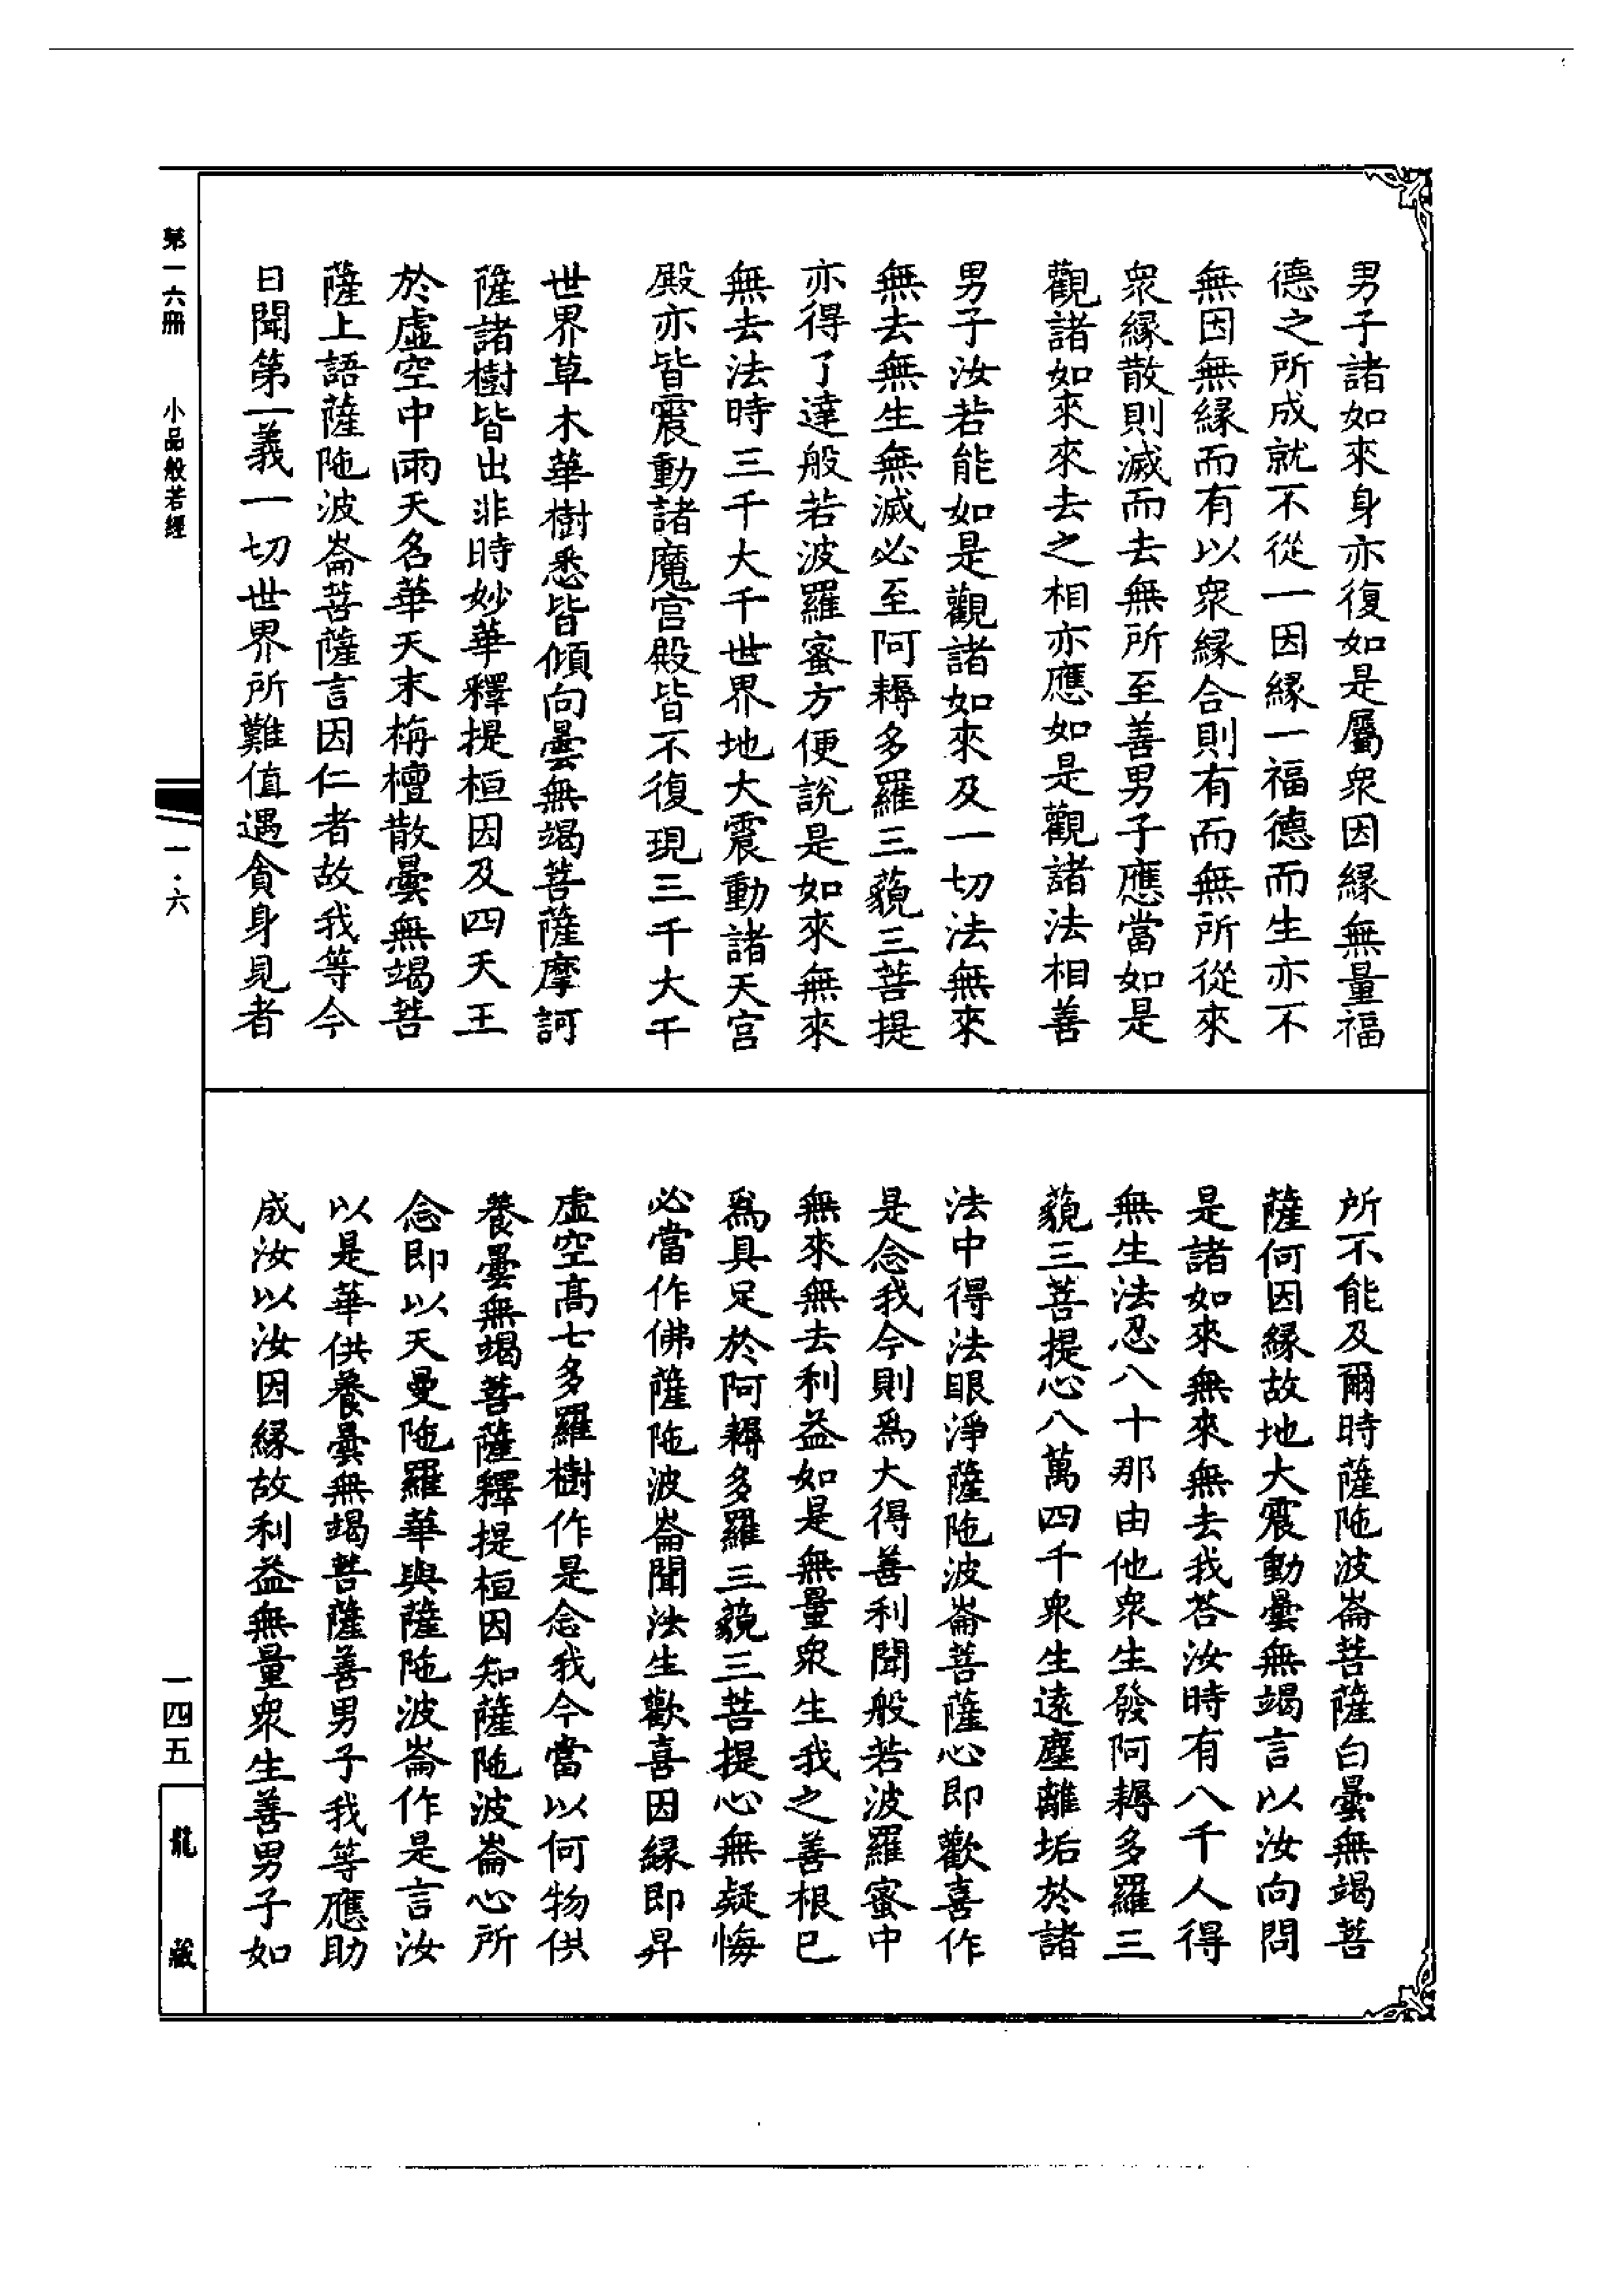 男子諸如來身亦復如是屬衆因緣無量福
德之所成就不從一因緣一福德而生亦不
無因無緣而有以衆緣合則有而無所從來
衆緣散則滅而去無所至善男子應當如是
觀諸如來來去之相亦應如是觀諸法相善
男子汝若能如是觀諸如來及一切法無來
無去無生無滅必至阿耨多羅三藐三菩提
亦得了達般若波羅蜜方便說是如來無來
無去法時三千大千世界地大震動諸天宮
殿亦皆震動諸魔宮殿皆不復現三千大千
世界草木華樹悉皆傾向曇無竭菩薩摩訶
薩諸樹皆出非時妙華釋提桓因及四天王
於虛空中雨天名華天末栴檀散曇無竭菩
薩上語薩陀波崙菩薩言因仁者故我等今
日聞第一義一切世界所難值遇貪身見者
所不能及爾時薩陀波崙菩薩白曇無竭菩
薩何因緣故地大震動曇無竭言以汝向問
是諸如來無來無去我荅汝時有八千人得
無生法忍八十那由他衆生發阿耨多羅三
藐三菩提心八萬四千衆生遠塵離垢於諸
法中得法眼淨薩陀波崙菩薩心即歡喜作
是念我今則爲大得善利聞般若波羅蜜中
無來無去利益如是無量衆生我之善根已
爲具足於阿耨多羅三藐三菩提心無疑悔
必當作佛薩陀波崙聞法生歡喜因緣即昇
虛空高七多羅樹作是念我今當以何物供
養曇無竭菩薩釋提桓因知薩陀波崙心所
念即以天曼陀羅華與薩陀波崙作是言汝
以是華供養曇無竭菩薩善男子我等應助
成汝以汝因緣故利益無量衆生善男子如
第一六冊 小品般若經
一·六
一四五
龍藏